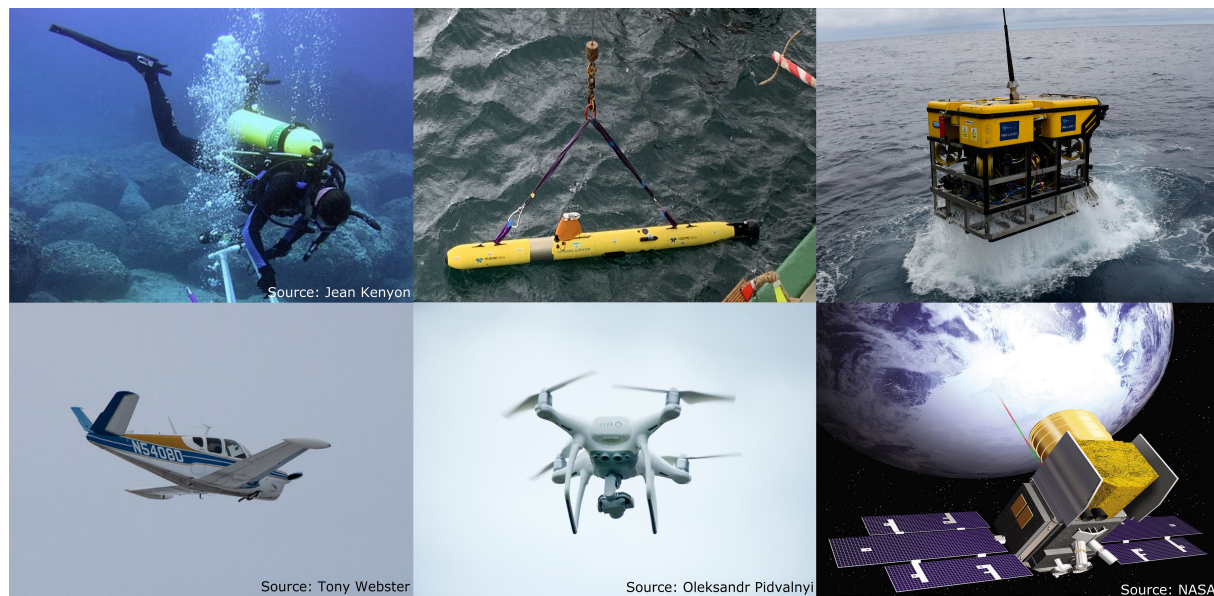 Source: Jean Kenyon
N5408D
Source: Tony Webster
Source: Oleksandr Pidvalnyi
Source: NASA